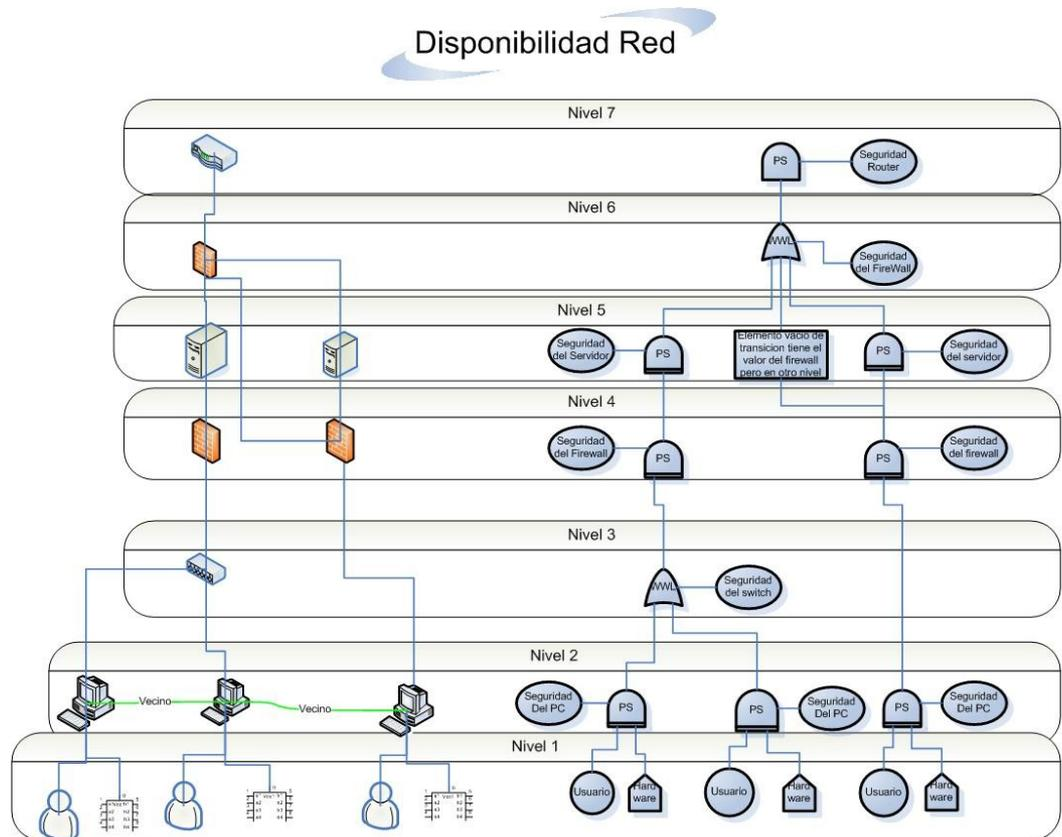 Disponibilidad Red
Nivel 7
PS
Seguridad
Router
Nivel 6
WWL
Seguridad
del FireWall
Nivel 5
Seguridad
del Servidor
PS
Elemento vacio de
transicion tiene el
valor del firewall
pero en otro nivel
PS
Seguridad
del servidor
Nivel 4
Seguridad
del Firewall
PS
PS
Seguridad
del firewall
Nivel 3
WWL
Seguridad
del switch
Nivel 2
Vecino
Vecino
Seguridad
Del PC
PS
PS
Seguridad
Del PC
PS
Seguridad
Del PC
Nivel 1
Usuario
Hard
ware
Usuario
Hard
ware
Usuario
Hard
ware